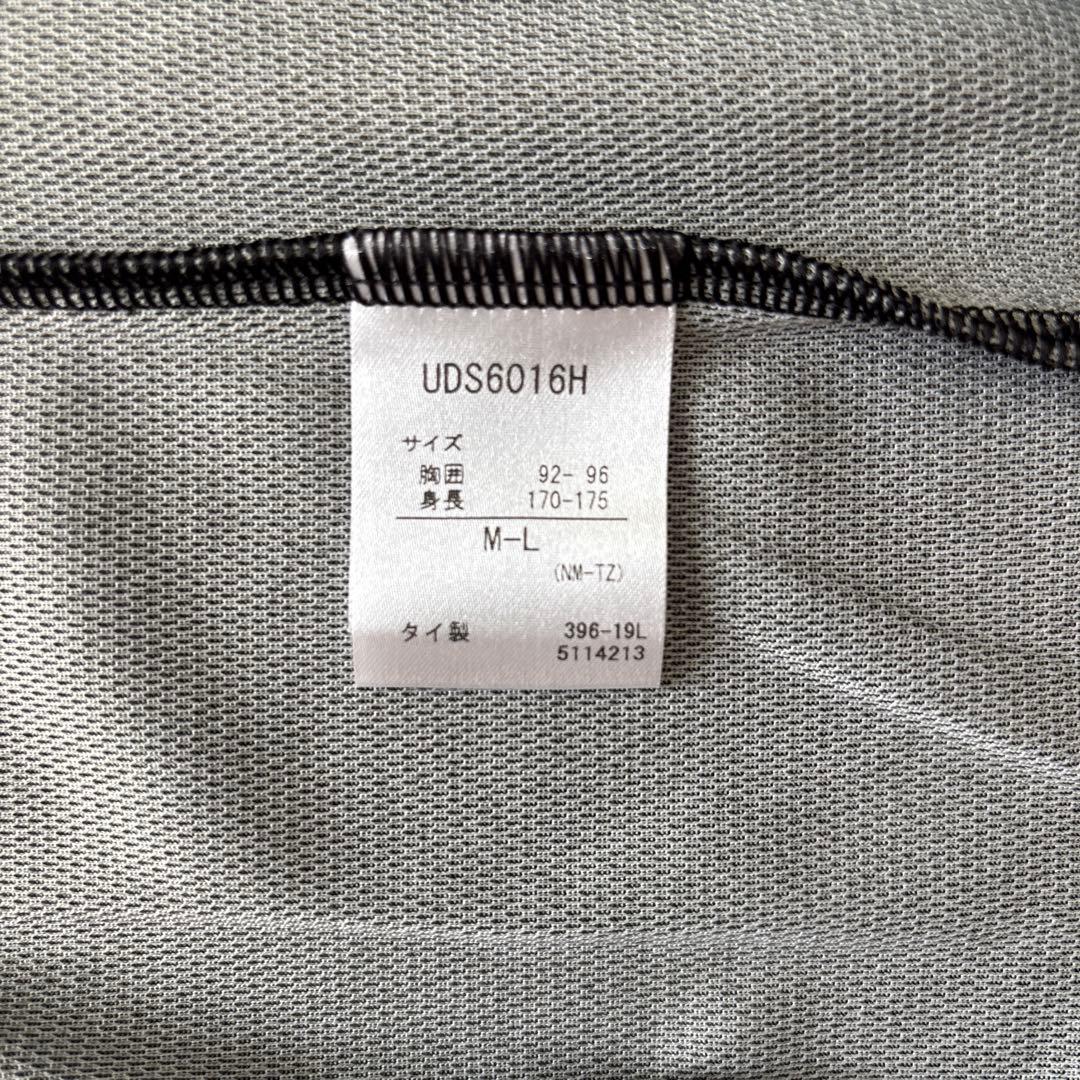 UDS6016H
サイズ
胸囲 92- 96
身長 170-175
M-L
(NM-TZ)
タイ製 396-19L
5114213